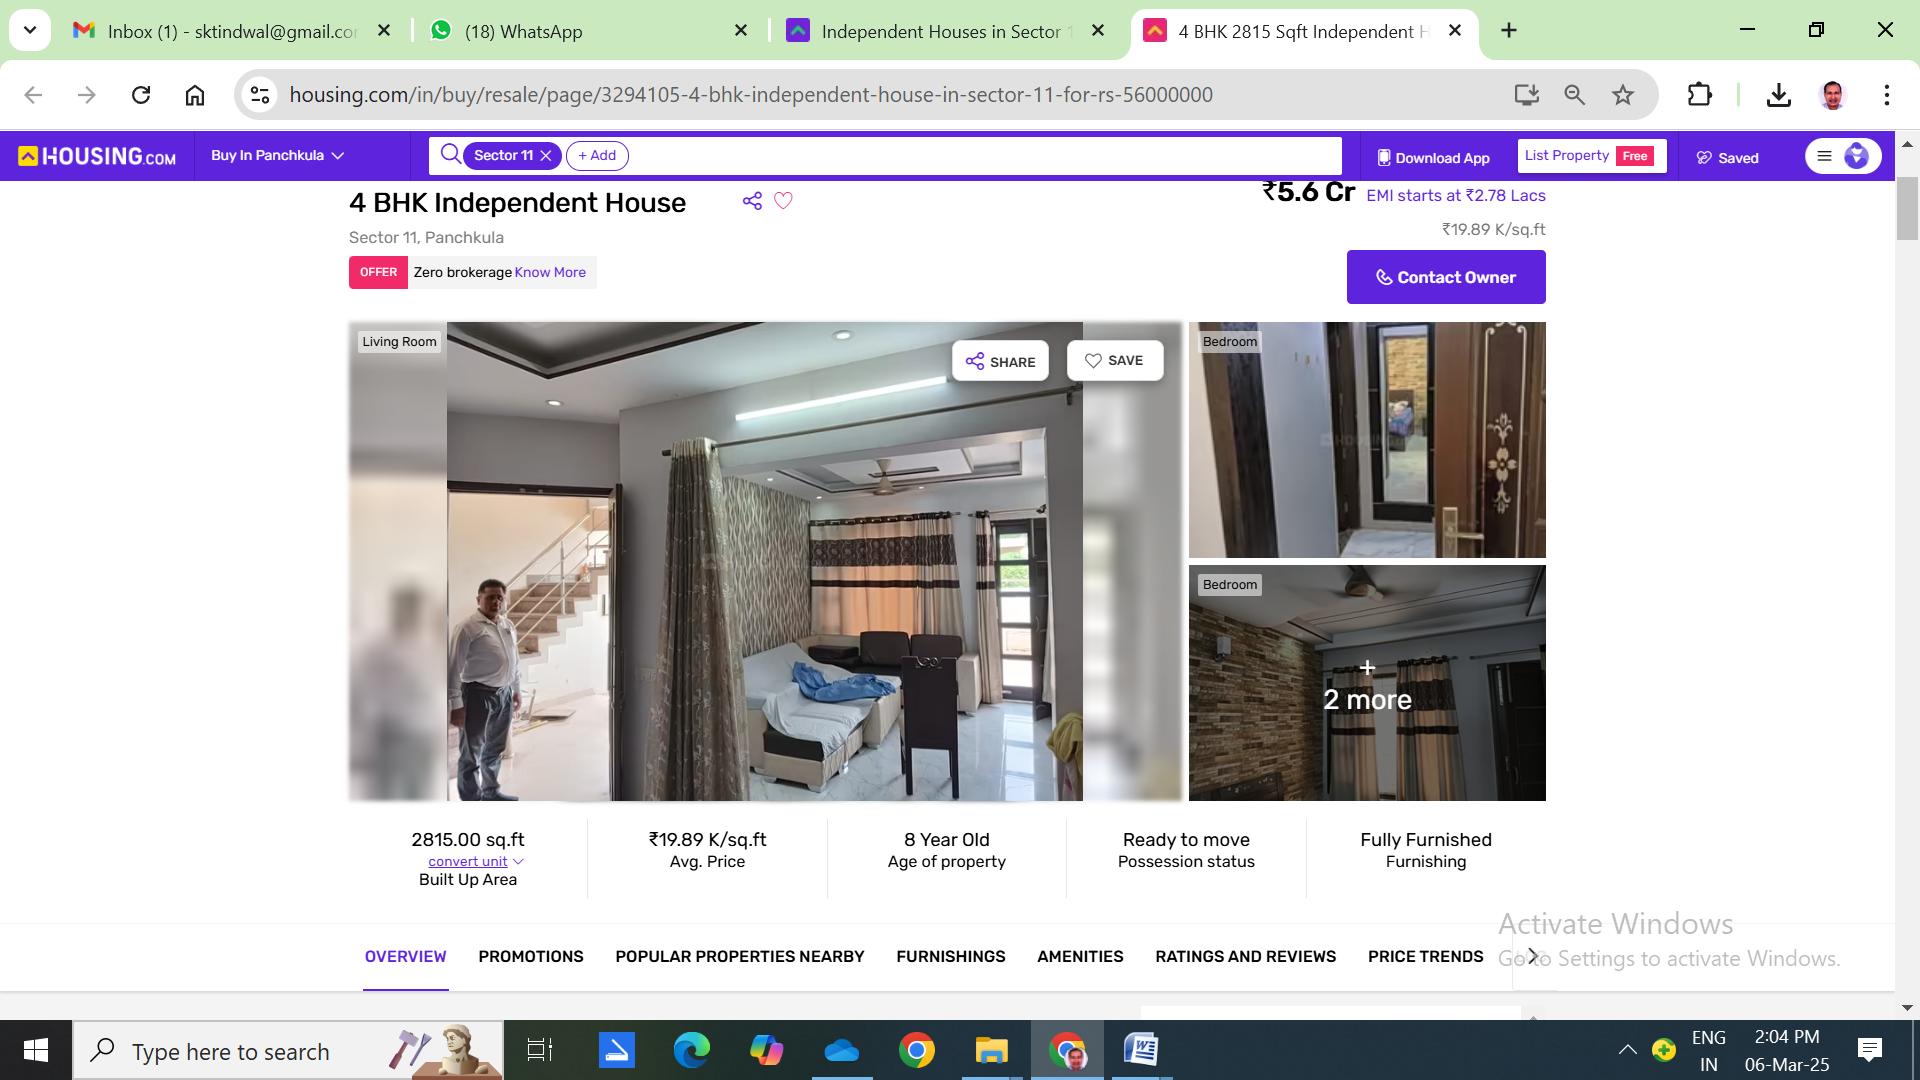 Inbox (1) - sktindwal@gmail.co
(18) WhatsApp
Independent Houses in Sector 1
4 BHK 2815 Sqft Independent H
housing.com/in/buy/resale/page/3294105-4-bhk-independent-house-in-sector-11-for-rs-56000000
HOUSING.COM
Buy In Panchkula
Sector 11
+ Add
Download App
List Property Free
Saved
4 BHK Independent House
₹5.6 Cr EMI starts at ₹2.78 Lacs
Sector 11, Panchkula
₹19.89 K/sq.ft
OFFER Zero brokerage Know More
Contact Owner
Living Room
SHARE
SAVE
Bedroom
HOUSING
Bedroom
+
2 more
2815.00 sq.ft
convert unit
Built Up Area
₹19.89 K/sq.ft
Avg. Price
8 Year Old
Age of property
Ready to move
Possession status
Fully Furnished
Furnishing
OVERVIEW PROMOTIONS POPULAR PROPERTIES NEARBY FURNISHINGS AMENITIES RATINGS AND REVIEWS PRICE TRENDS
Activate Windows
Go to Settings to activate Windows.
Type here to search
ENG
IN
2:04 PM
06-Mar-25